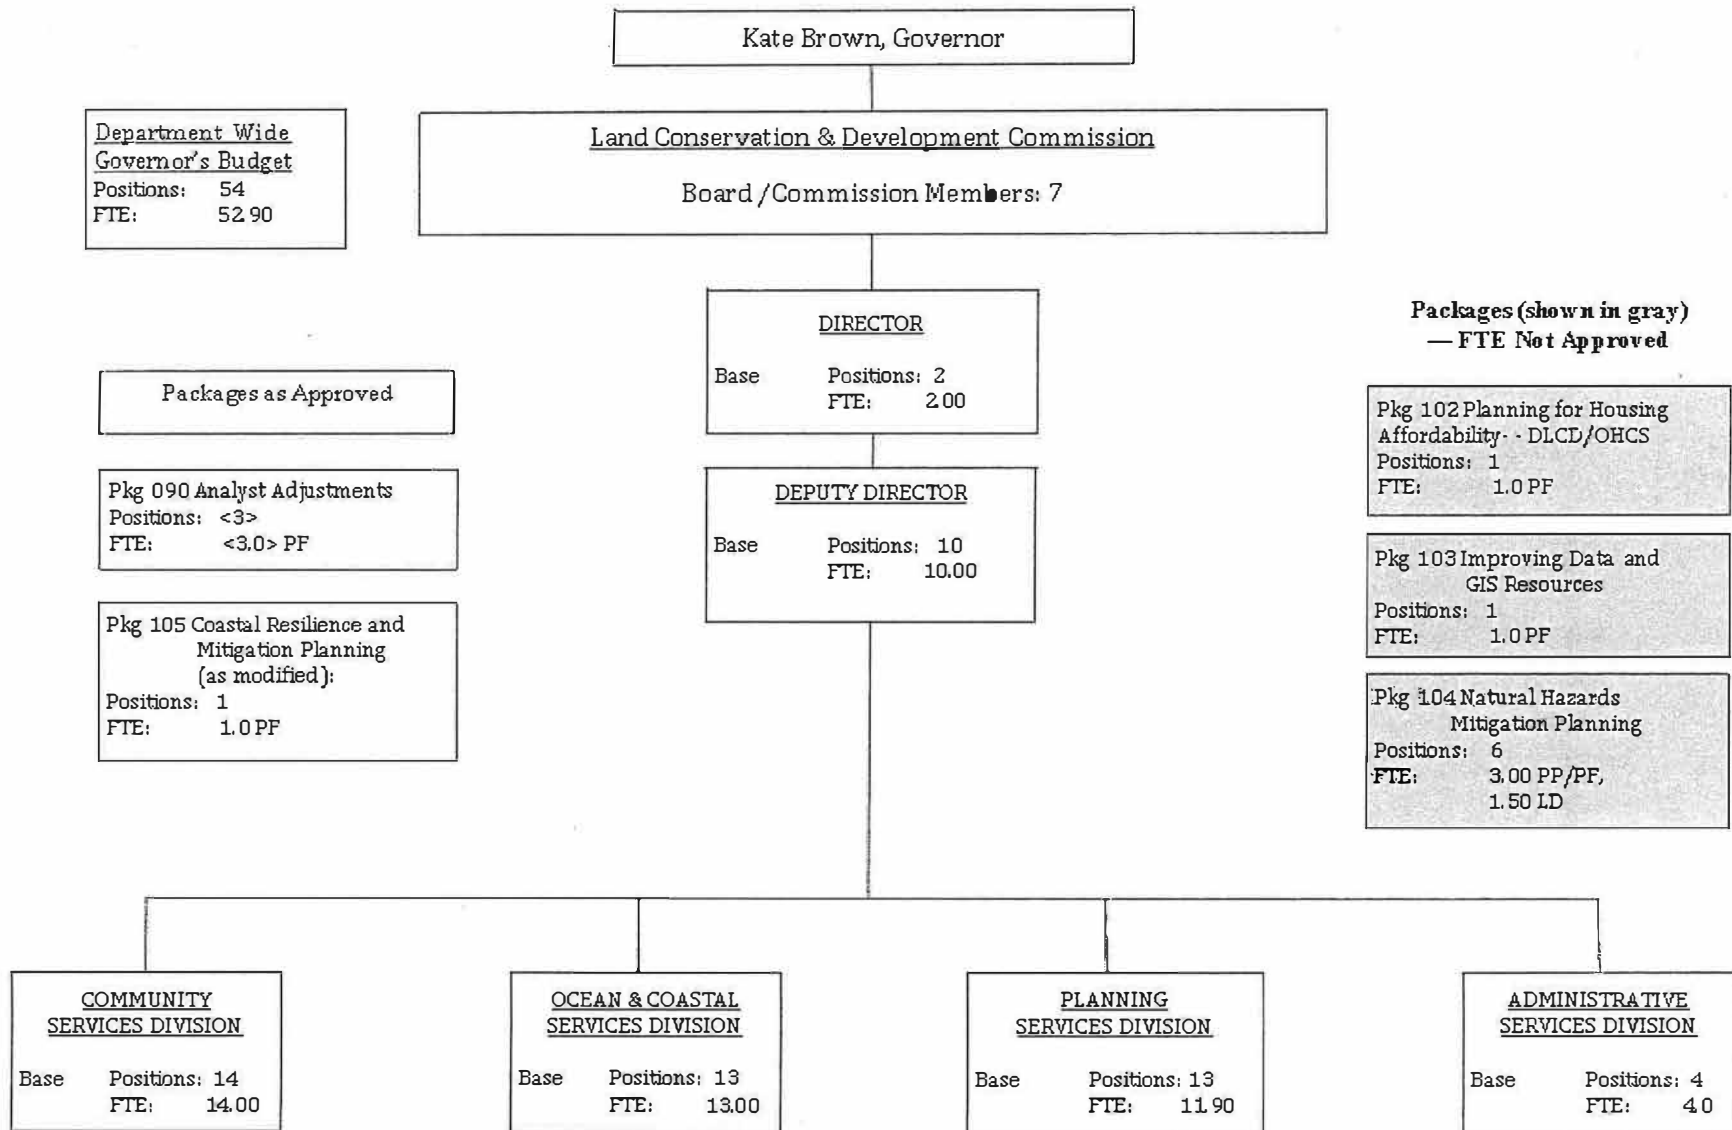 Kate Brown, Governor
Department Wide
Governor's Budget
Positions: 54
FTE: 52.90
Land Conservation & Development Commission
Board/Commission Members: 7
DIRECTOR
Base Positions: 2
FTE: 2.00
Packages as Approved
Pkg 090 Analyst Adjustments
Positions: <3>
FTE: <3.0> PF
Pkg 105 Coastal Resilience and
Mitigation Planning
(as modified):
Positions: 1
FTE: 1.0 PF
DEPUTY DIRECTOR
Base Positions: 10
FTE: 10.00
Packages (shown in gray)
— FTE Not Approved
Pkg 102 Planning for Housing
Affordability- - DLCD/OHCS
Positions: 1
FTE: 1.0 PF
Pkg 103 Improving Data and
GIS Resources
Positions: 1
FTE: 1.0 PF
Pkg 104 Natural Hazards
Mitigation Planning
Positions: 6
FTE: 3.00 PP/PF,
1.50 LD
COMMUNITY
SERVICES DIVISION
Base Positions: 14
FTE: 14.00
OCEAN & COASTAL
SERVICES DIVISION
Base Positions: 13
FTE: 13.00
PLANNING
SERVICES DIVISION
Base Positions: 13
FTE: 11.90
ADMINISTRATIVE
SERVICES DIVISION
Base Positions: 4
FTE: 4.0